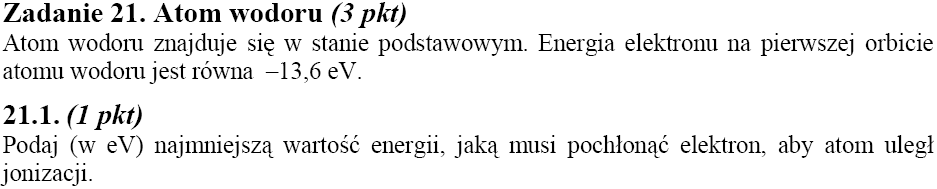 Zadanie 21. Atom wodoru (3 pkt)
Atom wodoru znajduje się w stanie podstawowym. Energia elektronu na pierwszej orbicie
atomu wodoru jest równa –13,6 eV.
21.1. (1 pkt)
Podaj (w eV) najmniejszą wartość energii, jaką musi pochłonąć elektron, aby atom uległ
jonizacji.